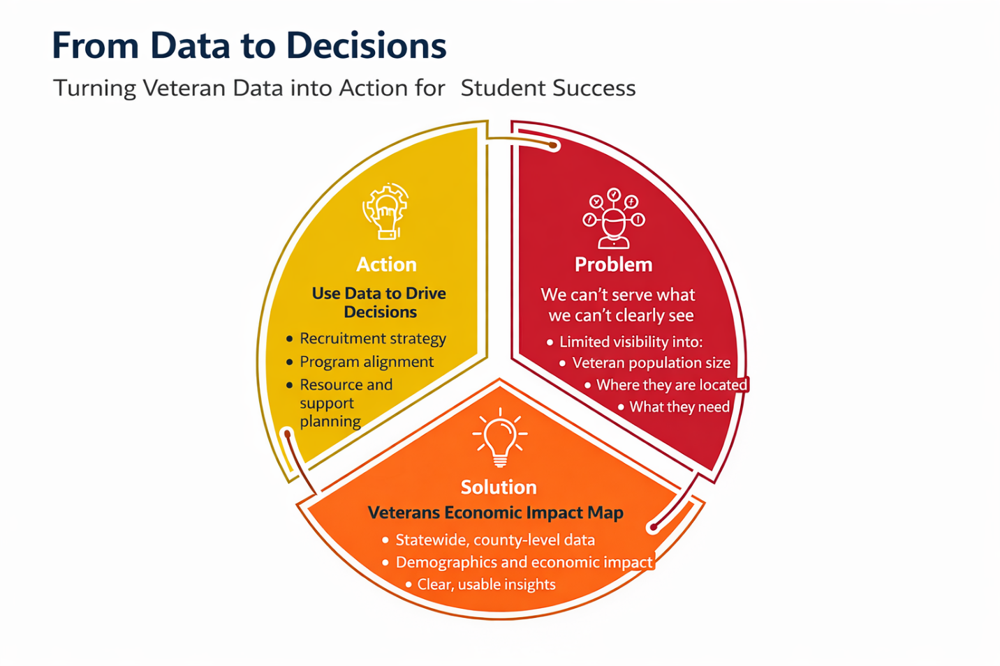 From Data to Decisions
Turning Veteran Data into Action for Student Success
Action
Use Data to Drive
Decisions
• Recruitment strategy
• Program alignment
• Resource and
support
planning
Problem
We can't serve what
we can't clearly see
• Limited visibility into:
• Veteran population size
• Where they are located
• What they need
Solution
Veterans Economic Impact Map
• Statewide, county-level data
• Demographics and economic impact
• Clear, usable insights